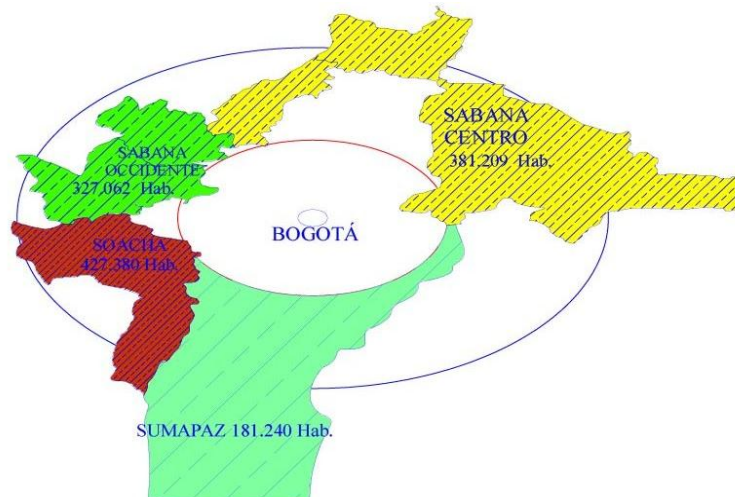 SABANA
CENTRO
381.209 Hab.
SABANA
OCCIDENTE
327.062 Hab.
BOGOTÁ
SOACHA
427.380 Hab.
SUMAPAZ 181.240 Hab.